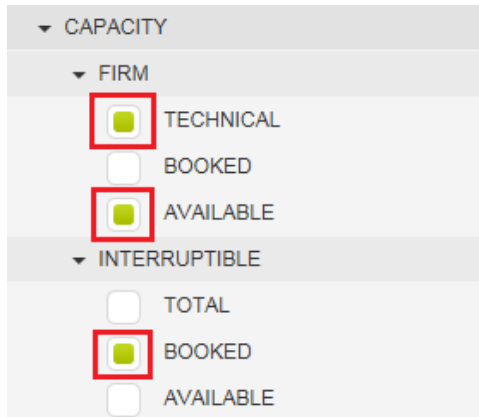 CAPACITY
FIRM
TECHNICAL
BOOKED
AVAILABLE
INTERRUPTIBLE
TOTAL
BOOKED
AVAILABLE